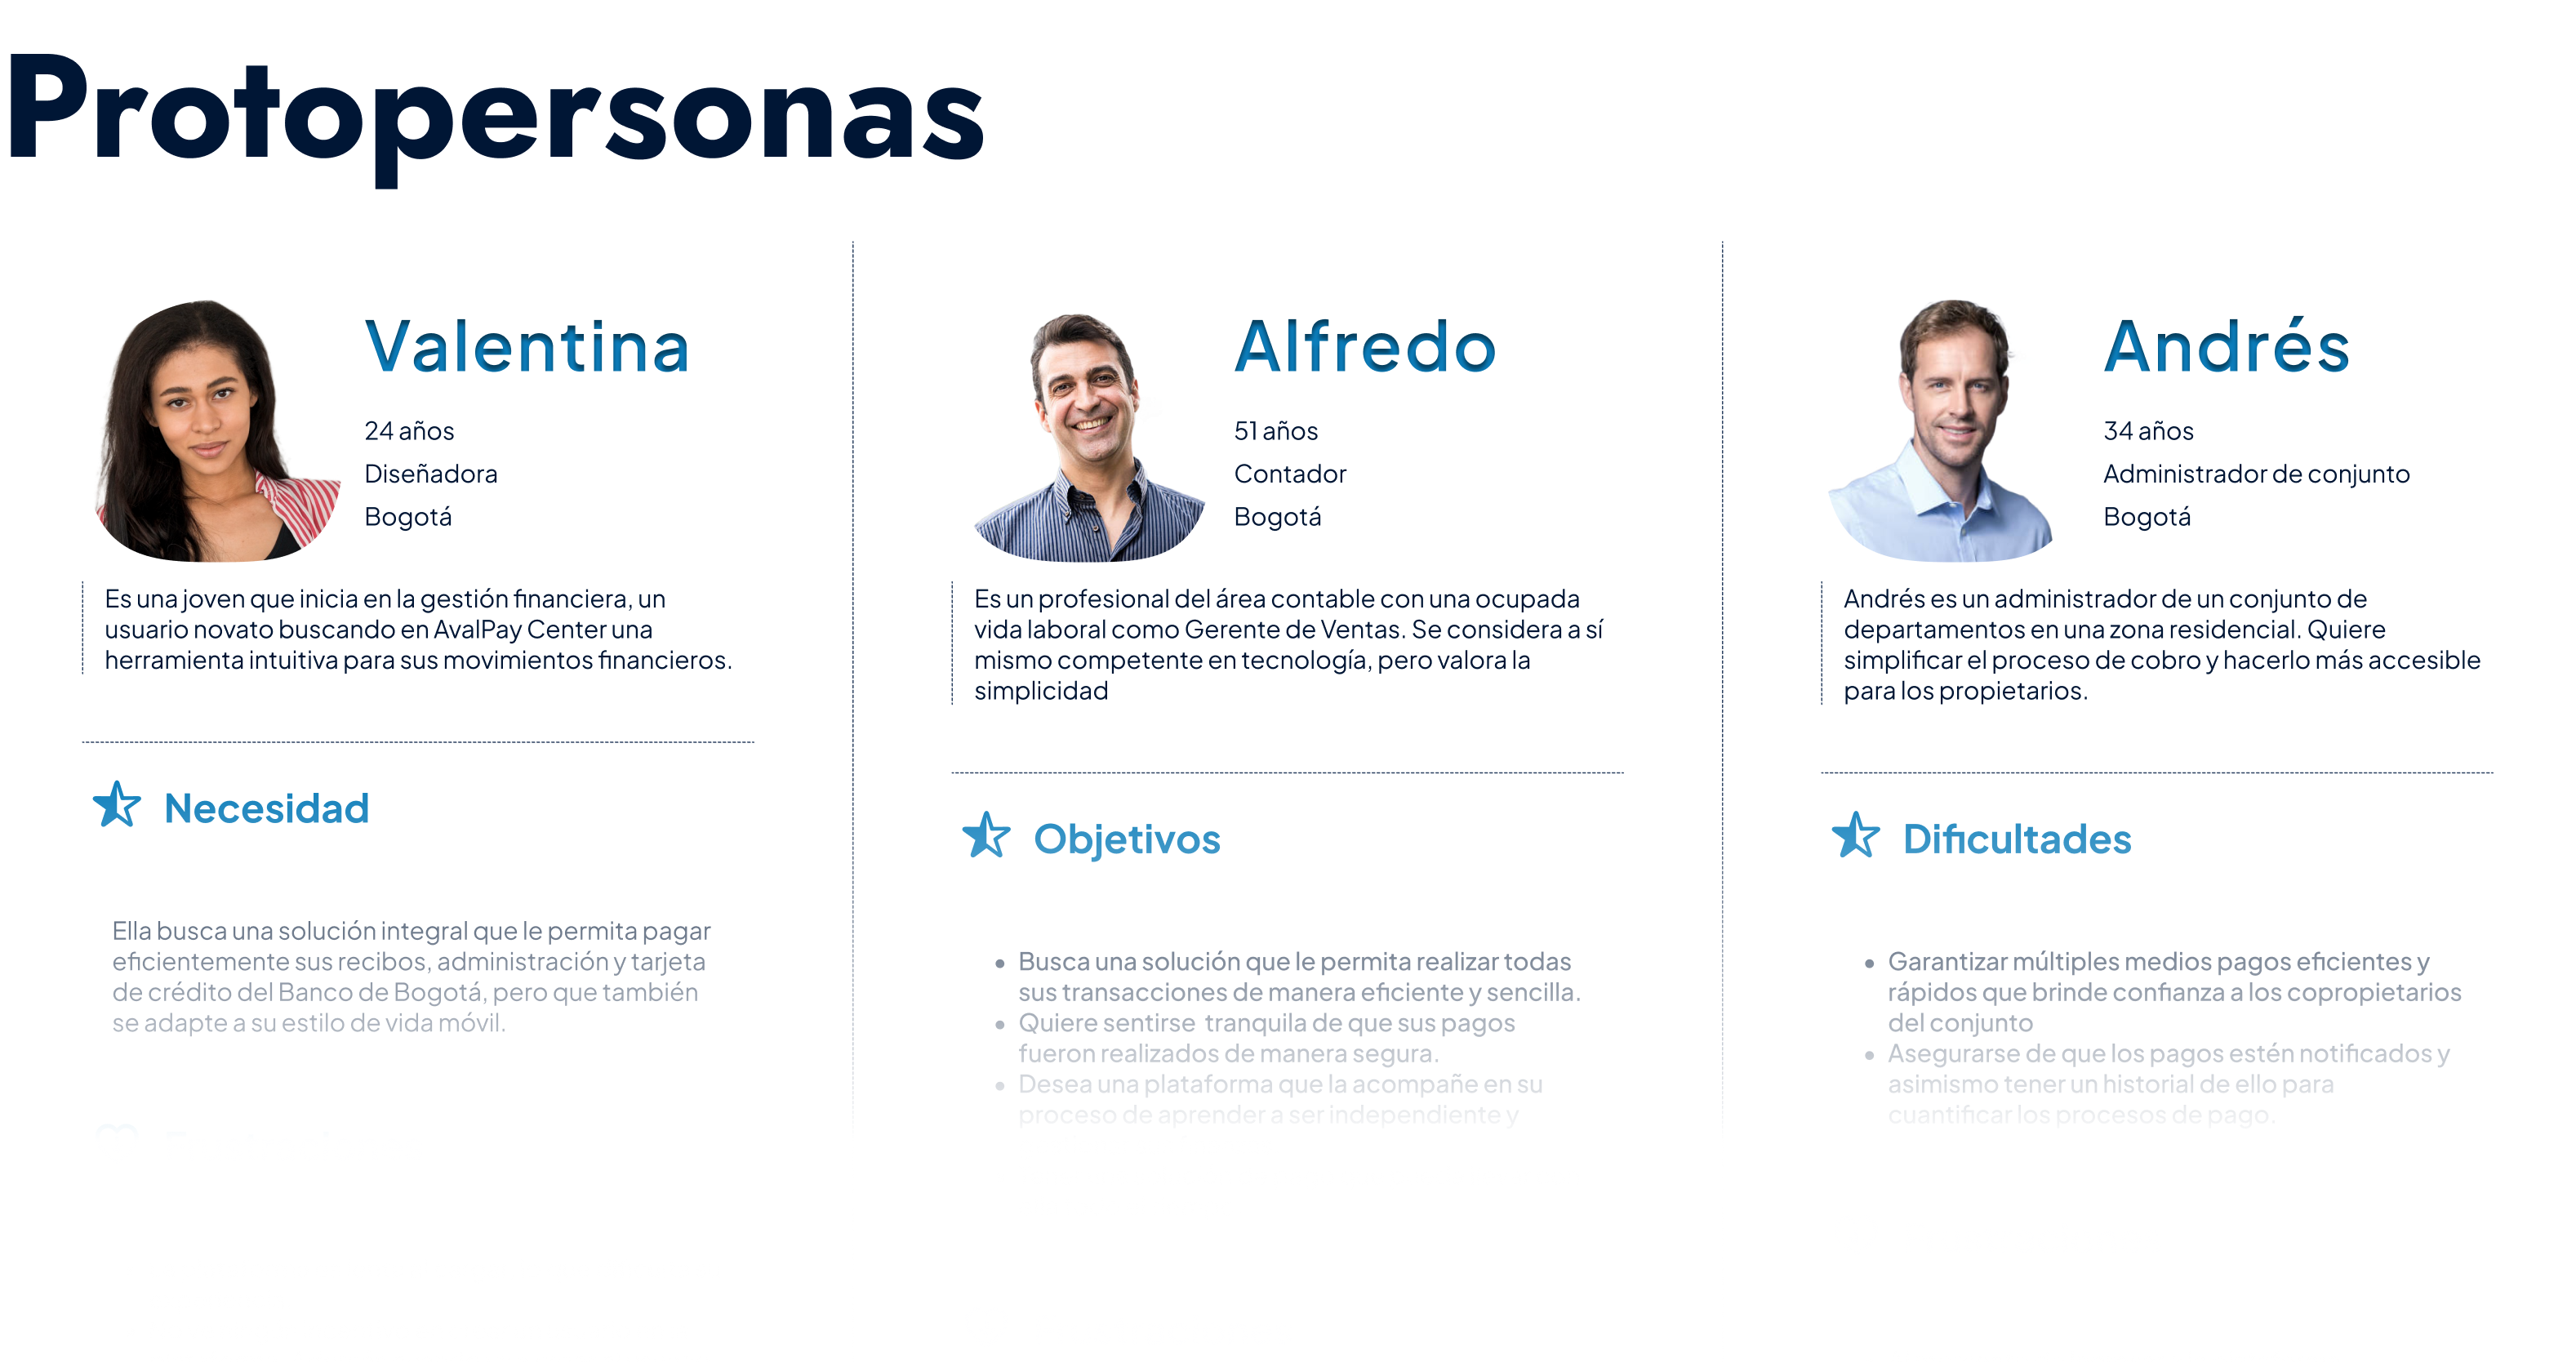 Protopersonas
Valentina
24 años
Diseñadora
Bogotá
Es una joven que inicia en la gestión financiera, un
usuario novato buscando en AvalPay Center una
herramienta intuitiva para sus movimientos financieros.
Necesidad
Ella busca una solución integral que le permita pagar
eficientemente sus recibos, administración y tarjeta
de crédito del Banco de Bogotá, pero que también
se adapte a su estilo de vida móvil.
Alfredo
51 años
Contador
Bogotá
Es un profesional del área contable con una ocupada
vida laboral como Gerente de Ventas. Se considera a sí
mismo competente en tecnología, pero valora la
simplicidad
Objetivos
• Busca una solución que le permita realizar todas
sus transacciones de manera eficiente y sencilla.
• Quiere sentirse  tranquila de que sus pagos
fueron realizados de manera segura.
• Desea una plataforma que la acompañe en su
proceso de aprender a ser independiente y
Andrés
34 años
Administrador de conjunto
Bogotá
Andrés es un administrador de un conjunto de
departamentos en una zona residencial. Quiere
simplificar el proceso de cobro y hacerlo más accesible
para los propietarios.
Dificultades
• Garantizar múltiples medios pagos eficientes y
rápidos que brinde confianza a los copropietarios
del conjunto
• Asegurarse de que los pagos estén notificados y
asimismo tener un historial de ello para
cuantificar los procesos de pago.